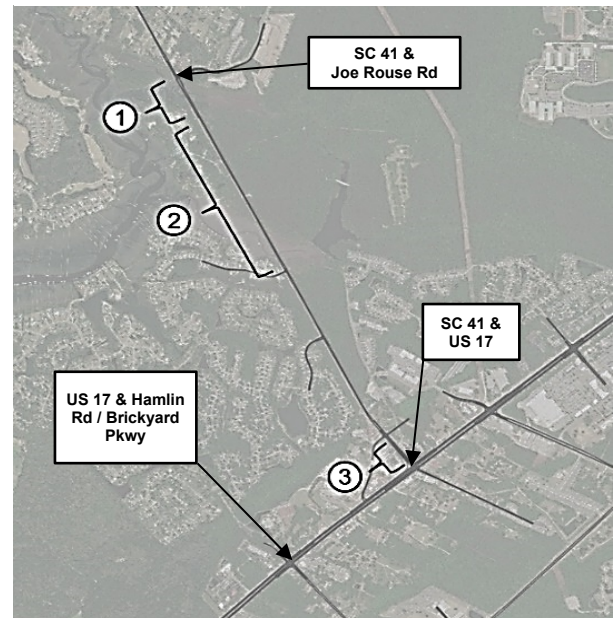 SC 41 &
Joe Rouse Rd
1
2
SC 41 &
US 17
US 17 & Hamlin
Rd / Brickyard
Pkwy
3